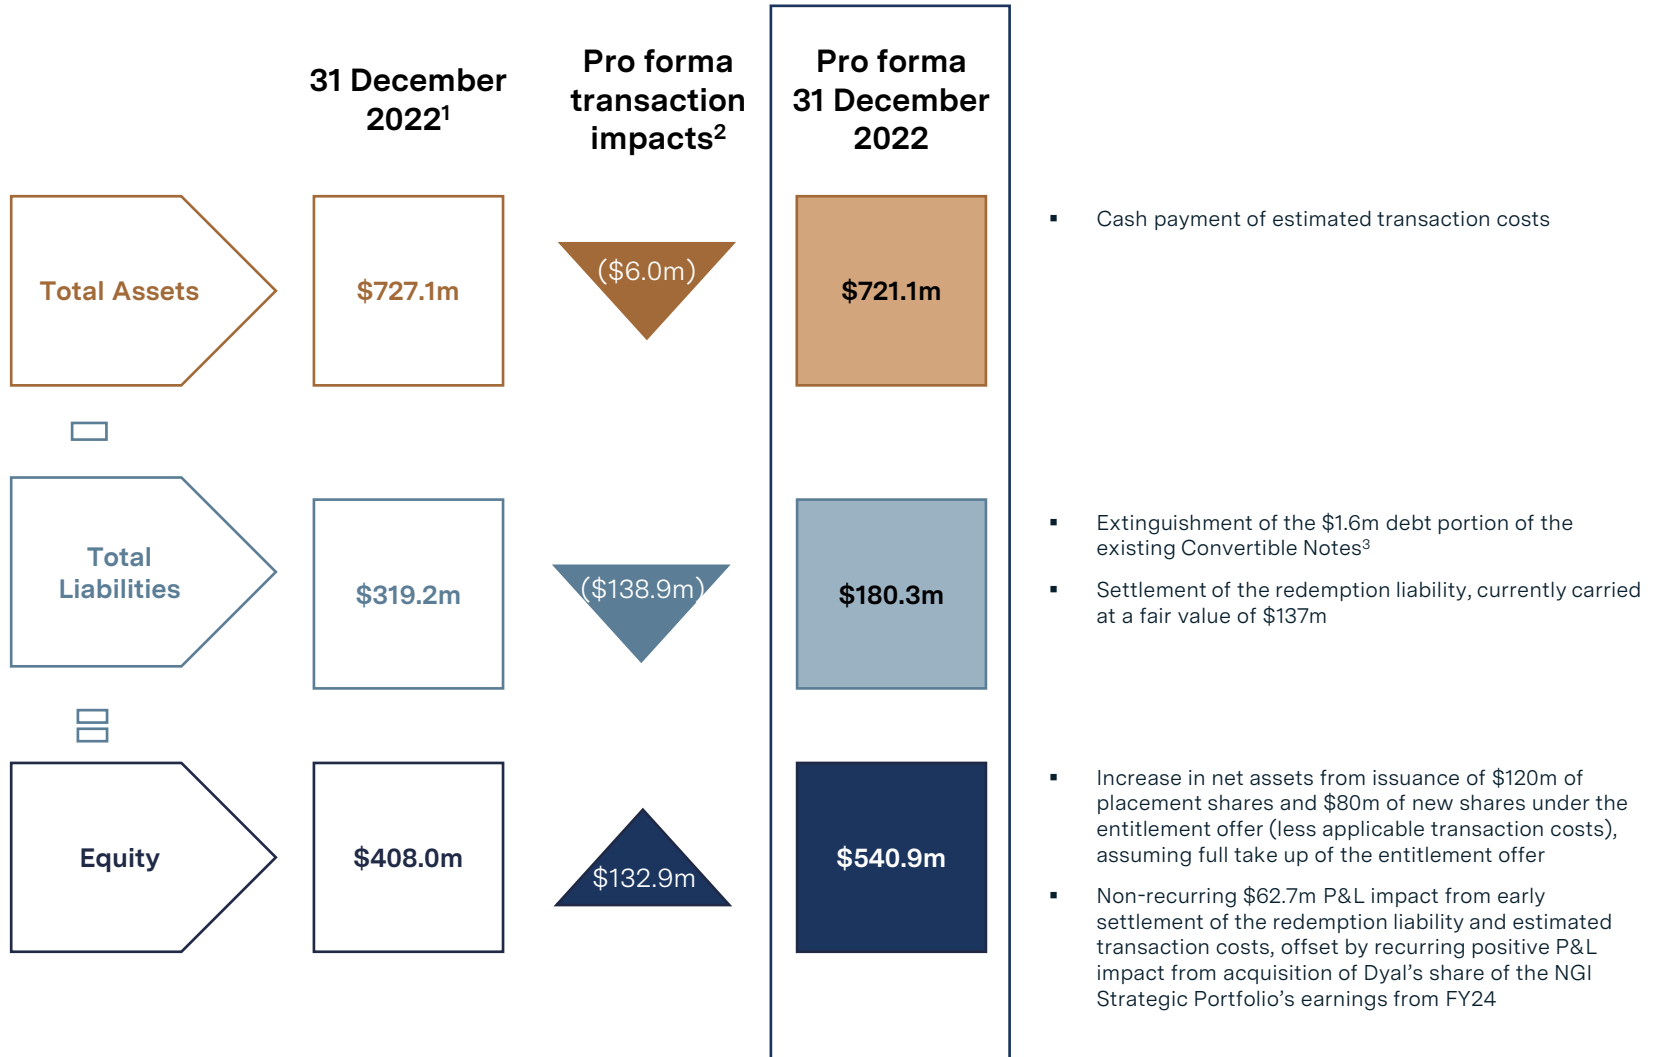 31 December
2022¹
Pro forma
transaction
impacts²
Pro forma
31 December
2022
Total Assets
$727.1m
($6.0m)
$721.1m
▪ Cash payment of estimated transaction costs
Total
Liabilities
$319.2m
($138.9m)
$180.3m
▪ Extinguishment of the $1.6m debt portion of the
existing Convertible Notes³
▪ Settlement of the redemption liability, currently carried
at a fair value of $137m
Equity
$408.0m
$132.9m
$540.9m
▪ Increase in net assets from issuance of $120m of
placement shares and $80m of new shares under the
entitlement offer (less applicable transaction costs),
assuming full take up of the entitlement offer
▪ Non-recurring $62.7m P&L impact from early
settlement of the redemption liability and estimated
transaction costs, offset by recurring positive P&L
impact from acquisition of Dyal’s share of the NGI
Strategic Portfolio’s earnings from FY24